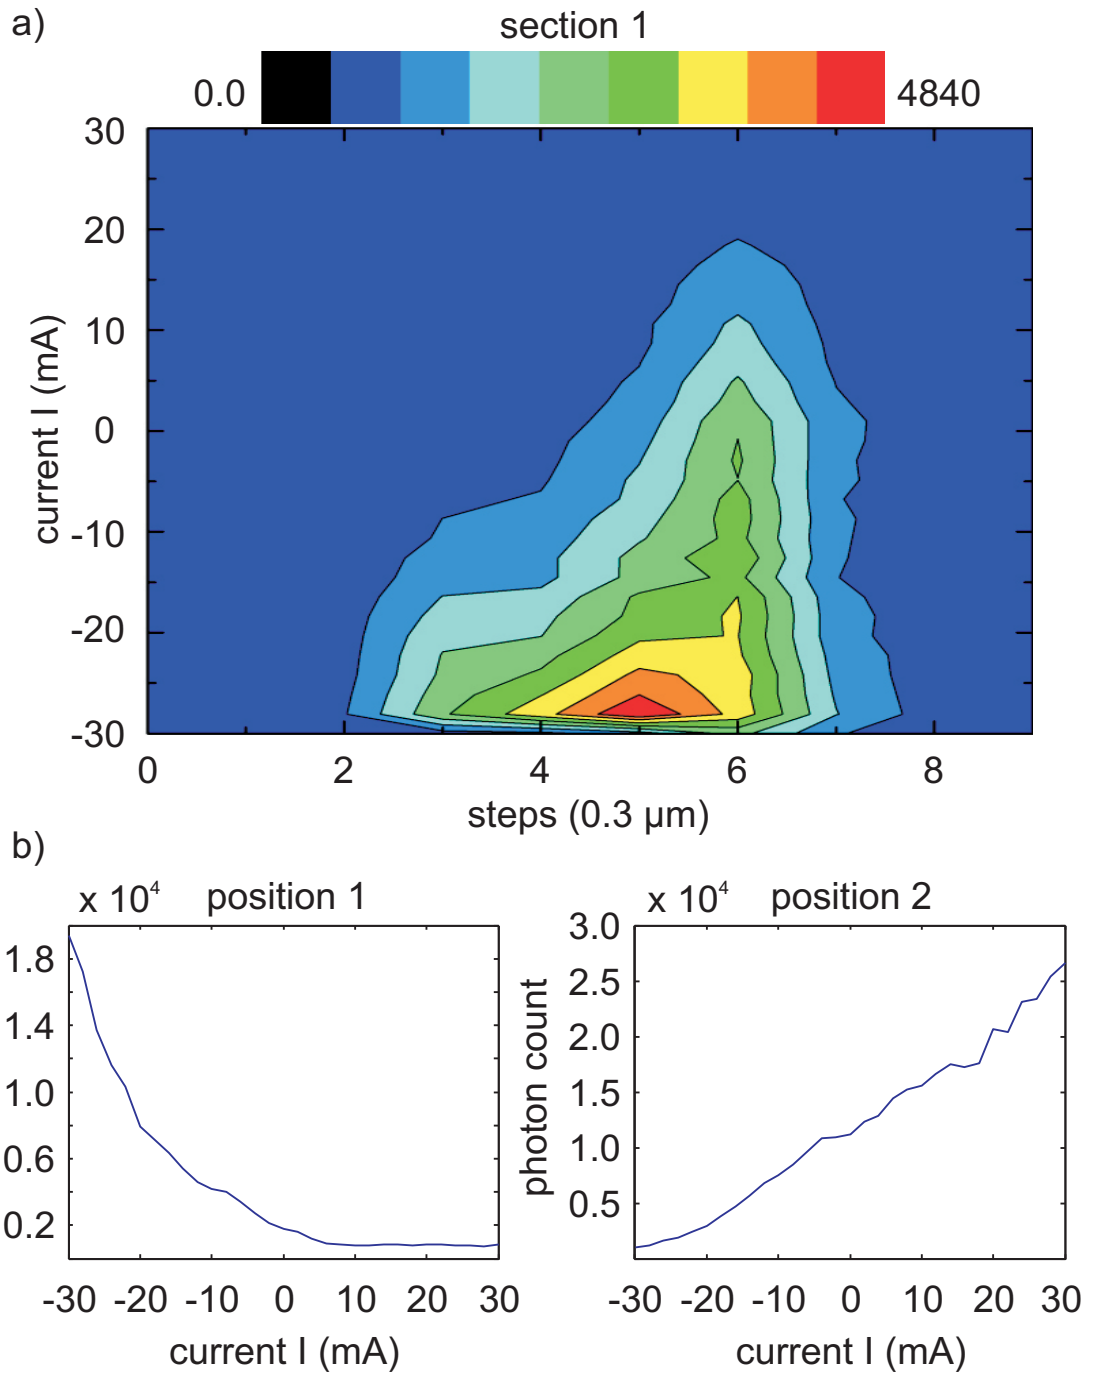 a)
section 1
0.0 4840
30
20
10
0
-10
-20
-30
current I (mA)
0 2 4 6 8
steps (0.3 µm)
b)
x 10⁴ position 1
1.8
1.4
1.0
0.6
0.2
-30 -20 -10 0 10 20 30
current I (mA)
x 10⁴ position 2
3.0
2.5
2.0
1.5
1.0
0.5
photon count
-30 -20 -10 0 10 20 30
current I (mA)